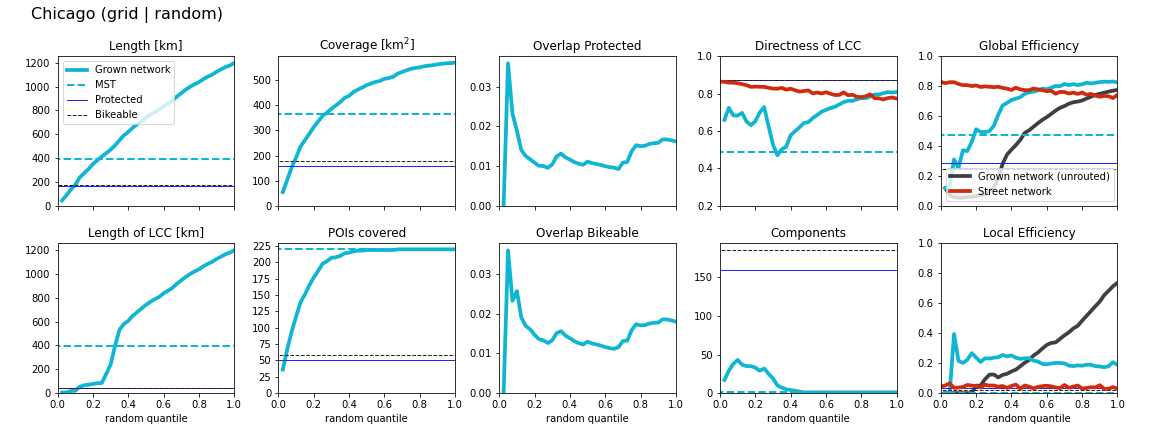 Chicago (grid | random)
Length [km]
Coverage [km²]
Overlap Protected
Directness of LCC
Global Efficiency
1200
1000
800
600
400
200
0
Grown network
MST
Protected
Bikeable
500
400
300
200
100
0
0.03
0.02
0.01
0.00
1.0
0.8
0.6
0.4
0.2
1.0
0.8
0.6
0.4
0.2
0.0
Grown network (unrouted)
Street network
Length of LCC [km]
POIs covered
Overlap Bikeable
Components
Local Efficiency
1200
1000
800
600
400
200
0
0.0 0.2 0.4 0.6 0.8 1.0
random quantile
225
200
175
150
125
100
75
50
25
0
0.0 0.2 0.4 0.6 0.8 1.0
random quantile
0.03
0.02
0.01
0.00
0.0 0.2 0.4 0.6 0.8 1.0
random quantile
150
100
50
0
0.0 0.2 0.4 0.6 0.8 1.0
random quantile
1.0
0.8
0.6
0.4
0.2
0.0
0.0 0.2 0.4 0.6 0.8 1.0
random quantile